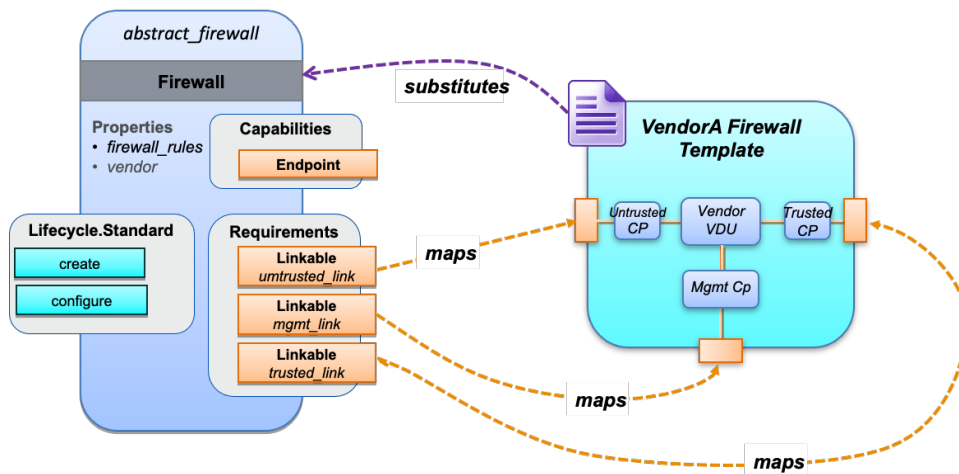 abstract_firewall
Firewall
Properties
• firewall_rules
• vendor
Capabilities
Endpoint
Lifecycle.Standard
create
configure
Requirements
Linkable
umtrusted_link
Linkable
mgmt_link
Linkable
trusted_link
substitutes
maps
maps
maps
VendorA Firewall
Template
Untrusted
CP
Vendor
VDU
Trusted
CP
Mgmt Cp